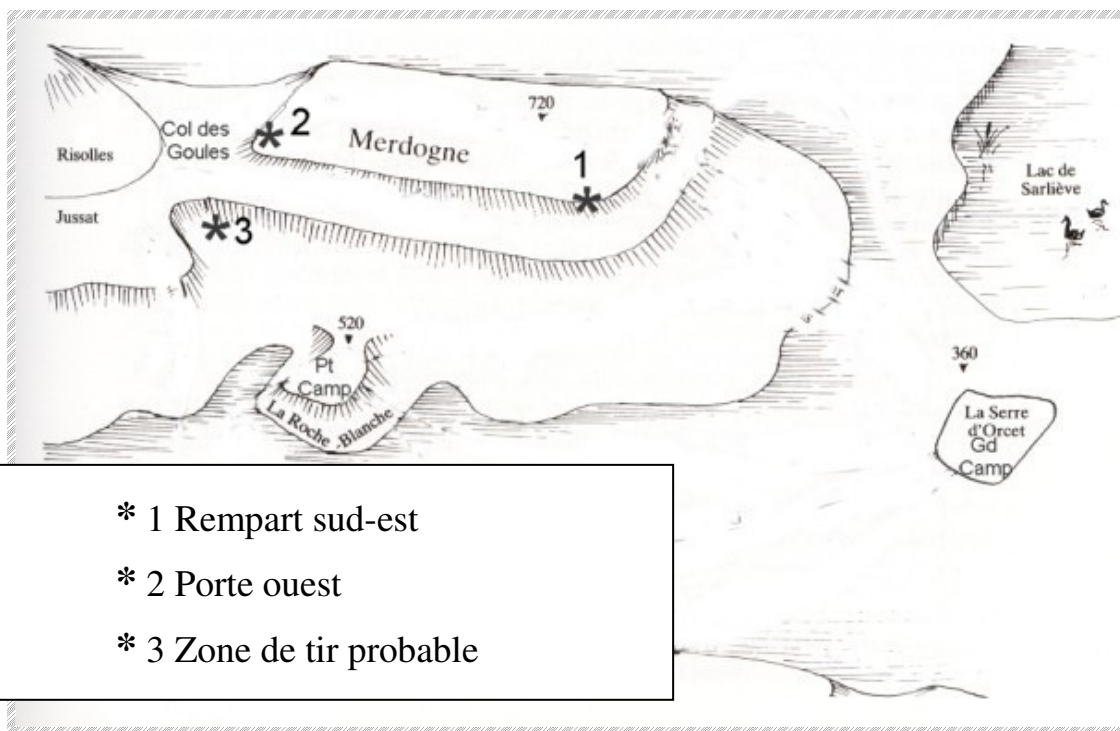 720
2
Col des
Goules
Merdogne
1
Risolles
Lac de
Sarliève
Jussat
3
520
Pt
Camp
La Roche Blanche
360
La Serre
d'Orcet
Gd
Camp
* 1 Rempart sud-est
* 2 Porte ouest
* 3 Zone de tir probable